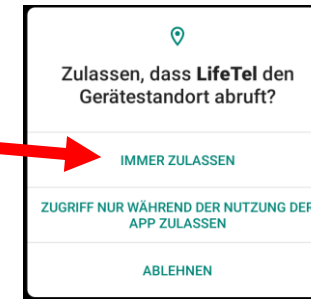 Zulassen, dass LifeTel den
Gerätestandort abruft?
IMMER ZULASSEN
ZUGRIFF NUR WÄHREND DER NUTZUNG DER
APP ZULASSEN
ABLEHNEN